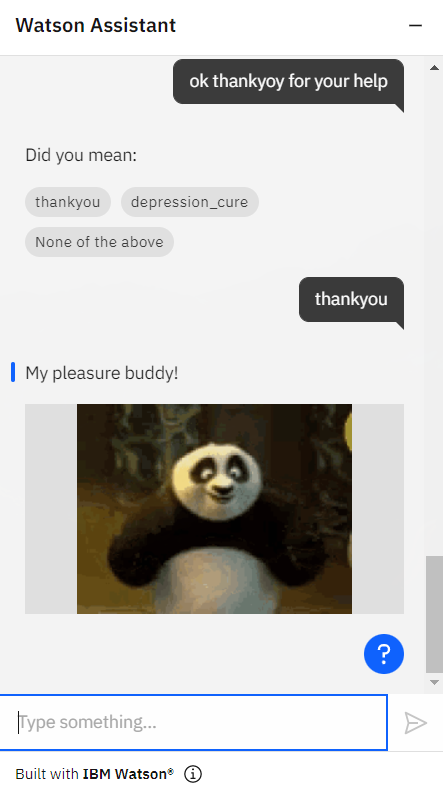 Watson Assistant
ok thankyoy for your help
Did you mean:
thankyou
depression_cure
None of the above
thankyou
My pleasure buddy!
?
Type something...
Built with IBM Watson®